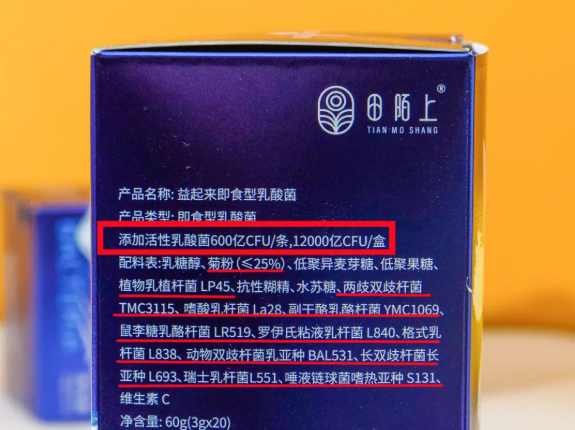 田陌上®
TIAN MO SHANG
产品名称: 益起来即食型乳酸菌
产品类型: 即食型乳酸菌
添加活性乳酸菌600亿CFU/条,12000亿CFU/盒
配料表:乳糖醇、菊粉(≤25%)、低聚异麦芽糖、低聚果糖、
植物乳植杆菌 LP45、抗性糊精、水苏糖、两歧双歧杆菌
TMC3115、嗜酸乳杆菌 La28、副干酪乳酪杆菌 YMC1069、
鼠李糖乳酪杆菌 LR519、罗伊氏粘液乳杆菌 L840、格式乳
杆菌 L838、动物双歧杆菌乳亚种 BAL531、长双歧杆菌长
亚种 L693、瑞士乳杆菌L551、唾液链球菌嗜热亚种 S131、
维生素 C
净含量: 60g(3gx20)